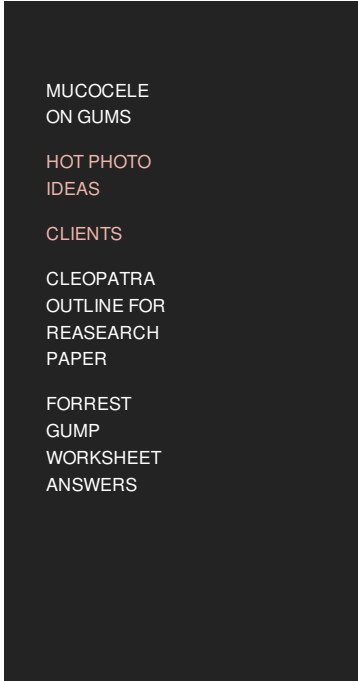 MUCOCELE
ON GUMS
HOT PHOTO
IDEAS
CLIENTS
CLEOPATRA
OUTLINE FOR
REASEARCH
PAPER
FORREST
GUMP
WORKSHEET
ANSWERS